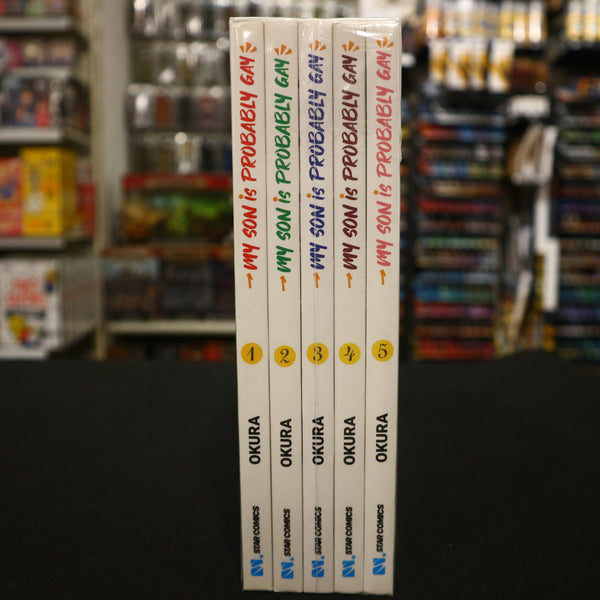 MY SON is PROBABLY GAY
1
OKURA
STAR COMICS
MY SON is PROBABLY GAY
2
OKURA
STAR COMICS
MY SON is PROBABLY GAY
3
OKURA
STAR COMICS
MY SON is PROBABLY GAY
4
OKURA
STAR COMICS
MY SON is PROBABLY GAY
5
OKURA
STAR COMICS